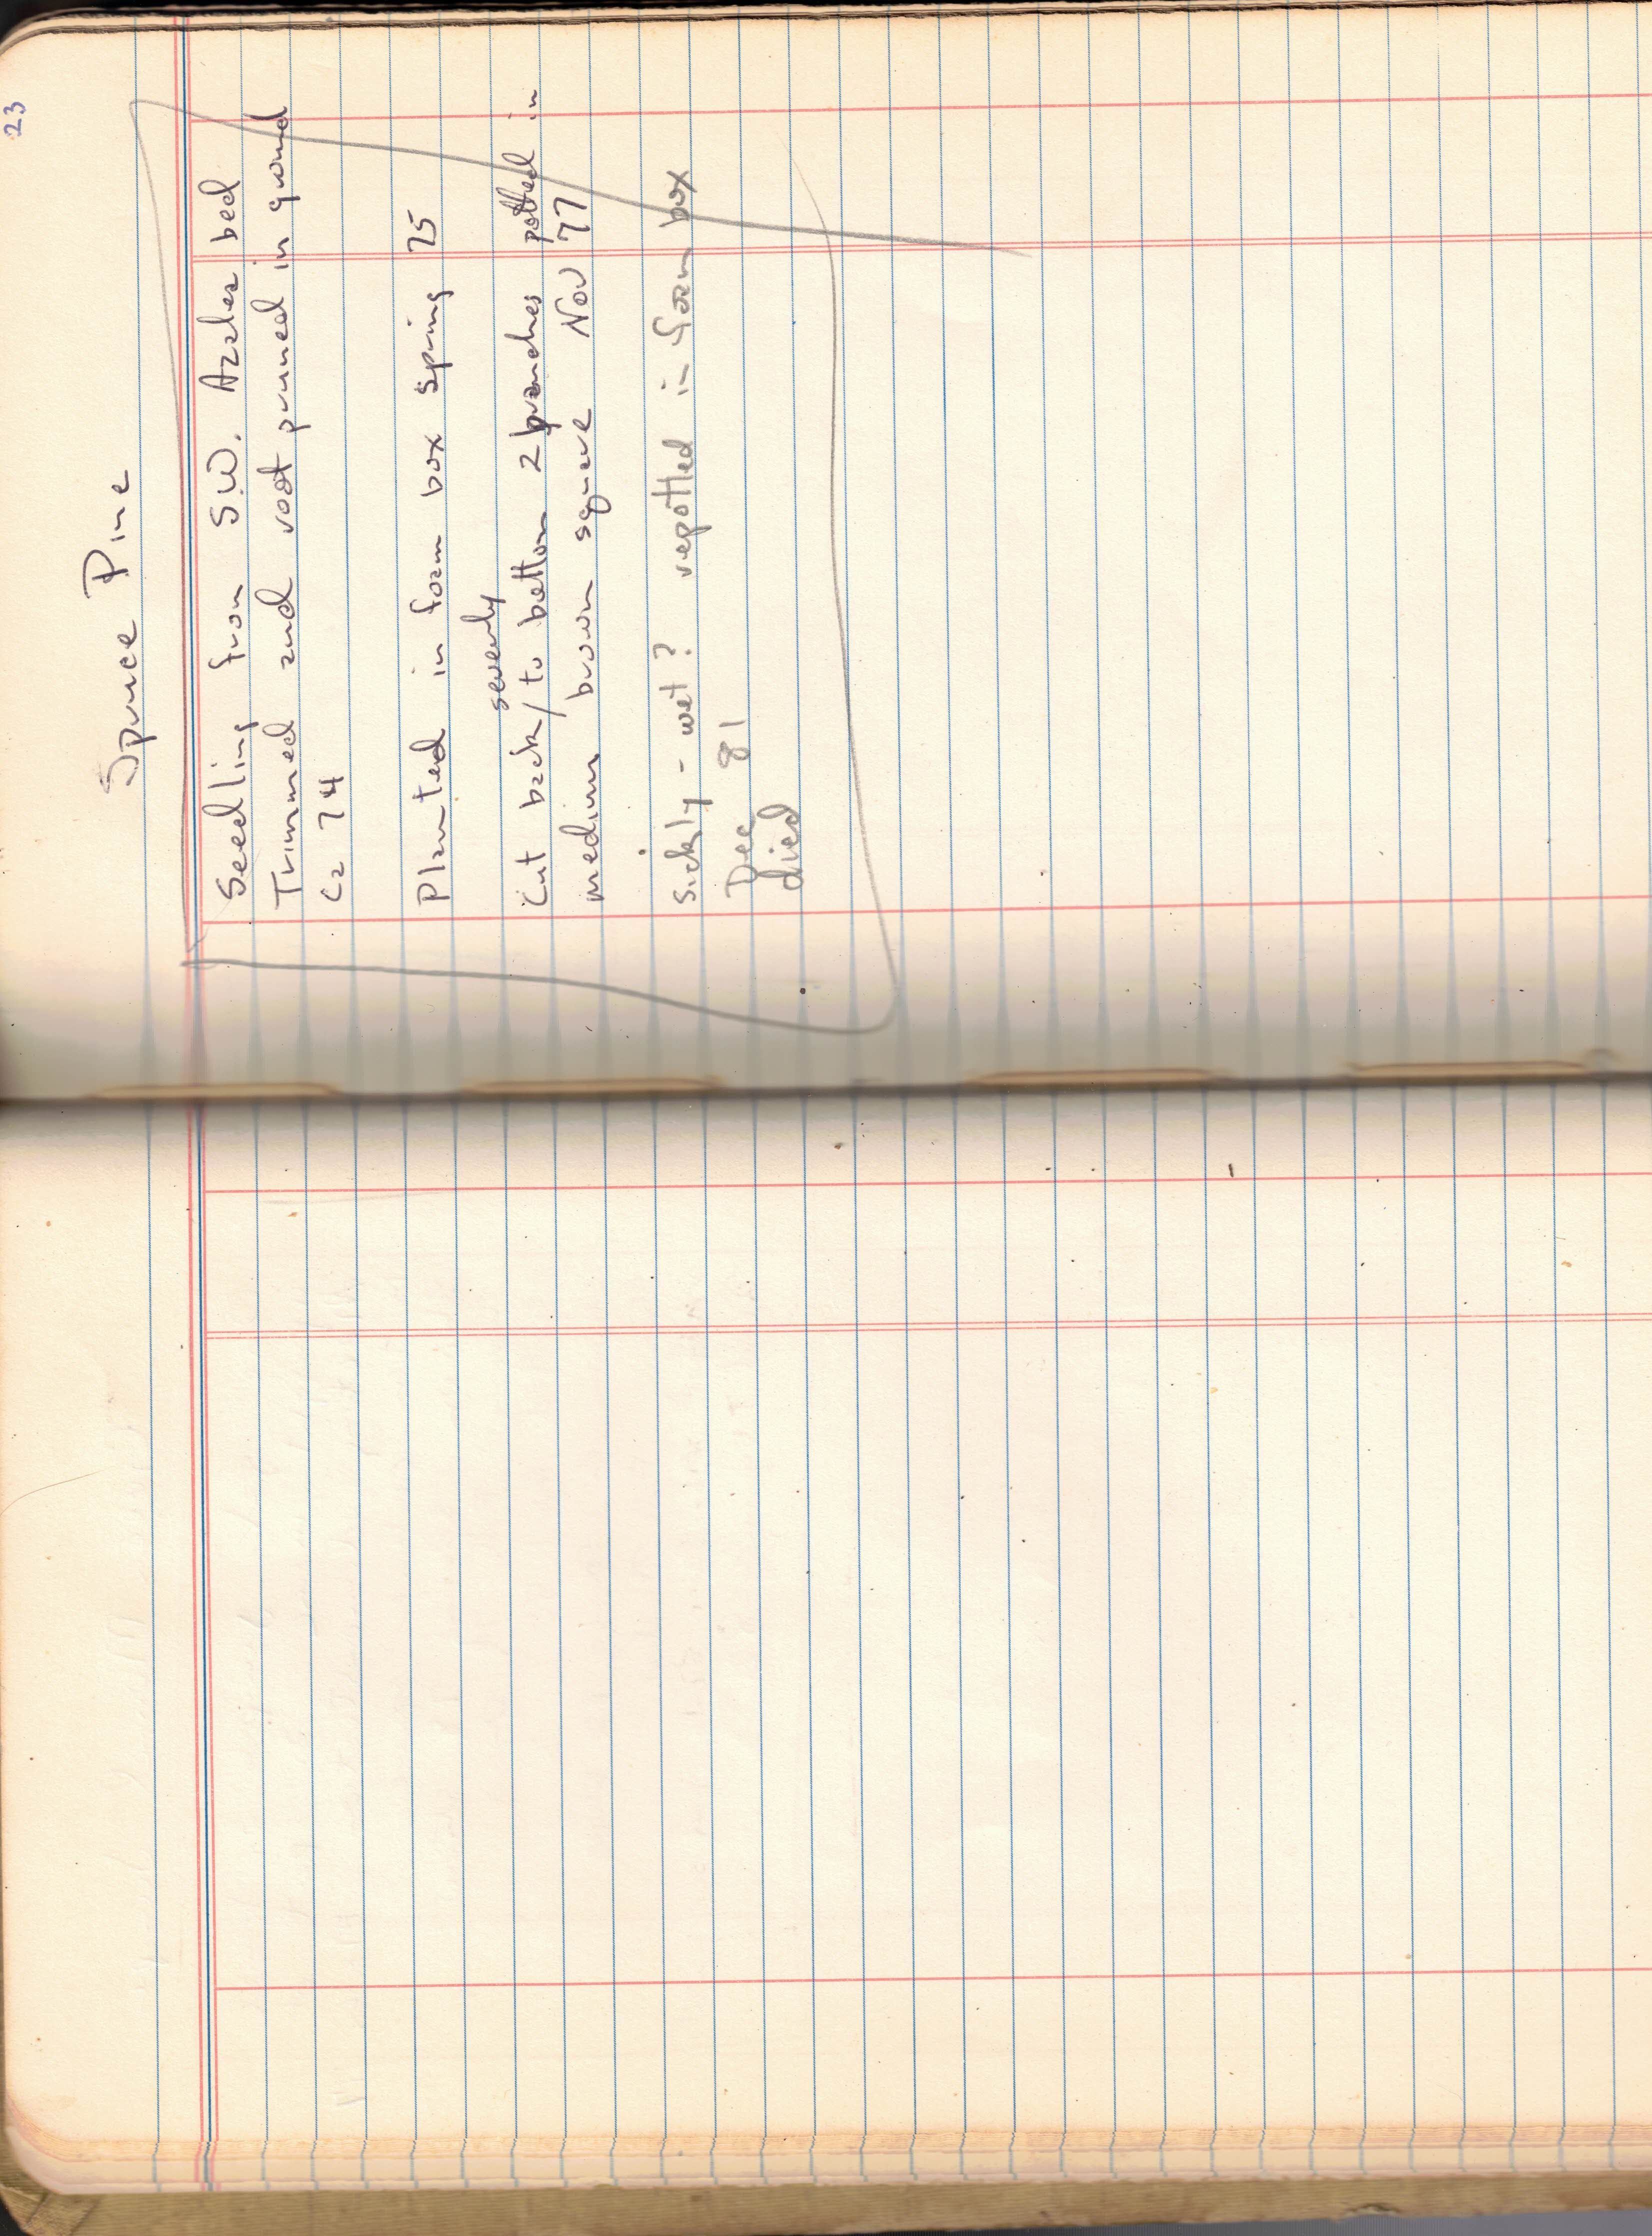 23
Spruce Pine
Seedling from S.W. Azalea bed
Trimmed and root pruned in ground
Ca 74
Planted in foam box spring 75
severly
Cut back / to bottom 2 branches potted in
medium brown square Nov 77
sickly - wet? repotted in foam box
Dec 81
died